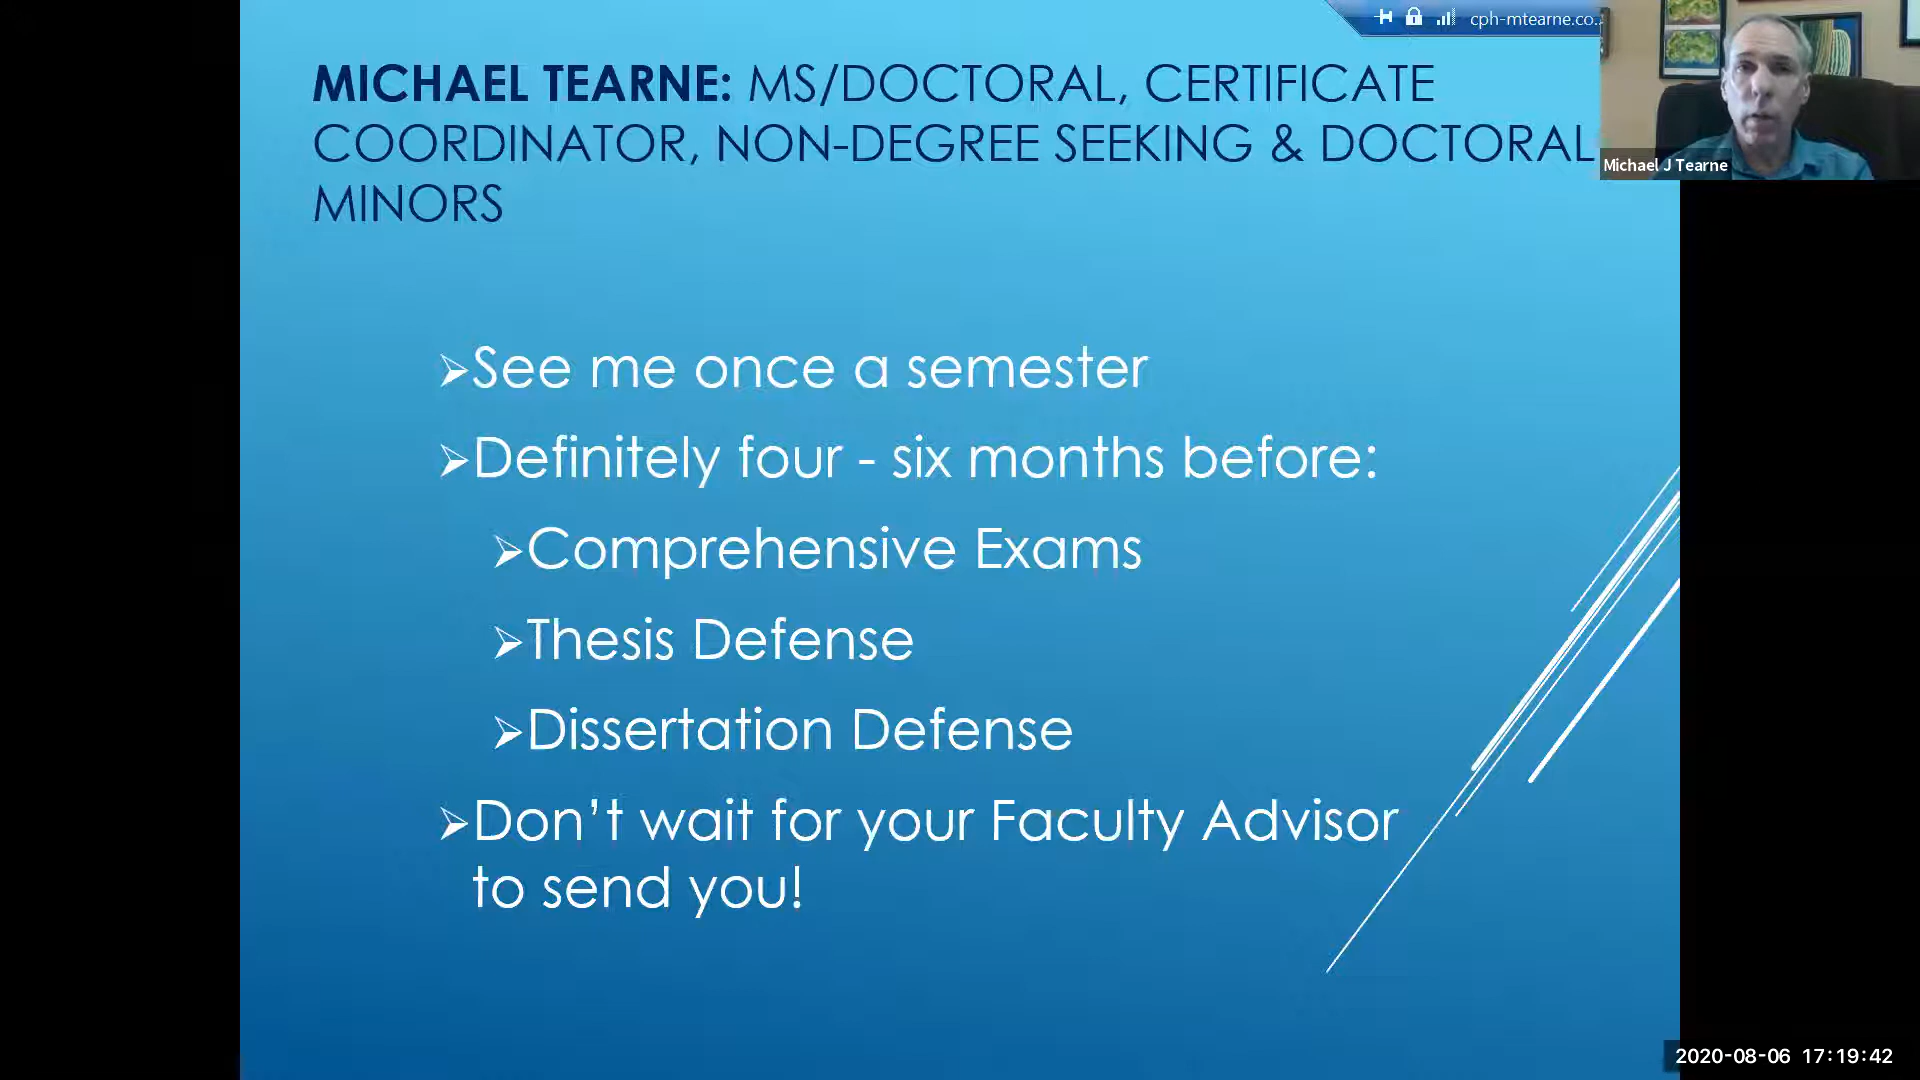 cph-mtearne.co..
MICHAEL TEARNE: MS/DOCTORAL, CERTIFICATE
COORDINATOR, NON-DEGREE SEEKING & DOCTORAL
MINORS
Michael J Tearne
➢See me once a semester
➢Definitely four - six months before:
➢Comprehensive Exams
➢Thesis Defense
➢Dissertation Defense
➢Don’t wait for your Faculty Advisor
to send you!
2020-08-06 17:19:42